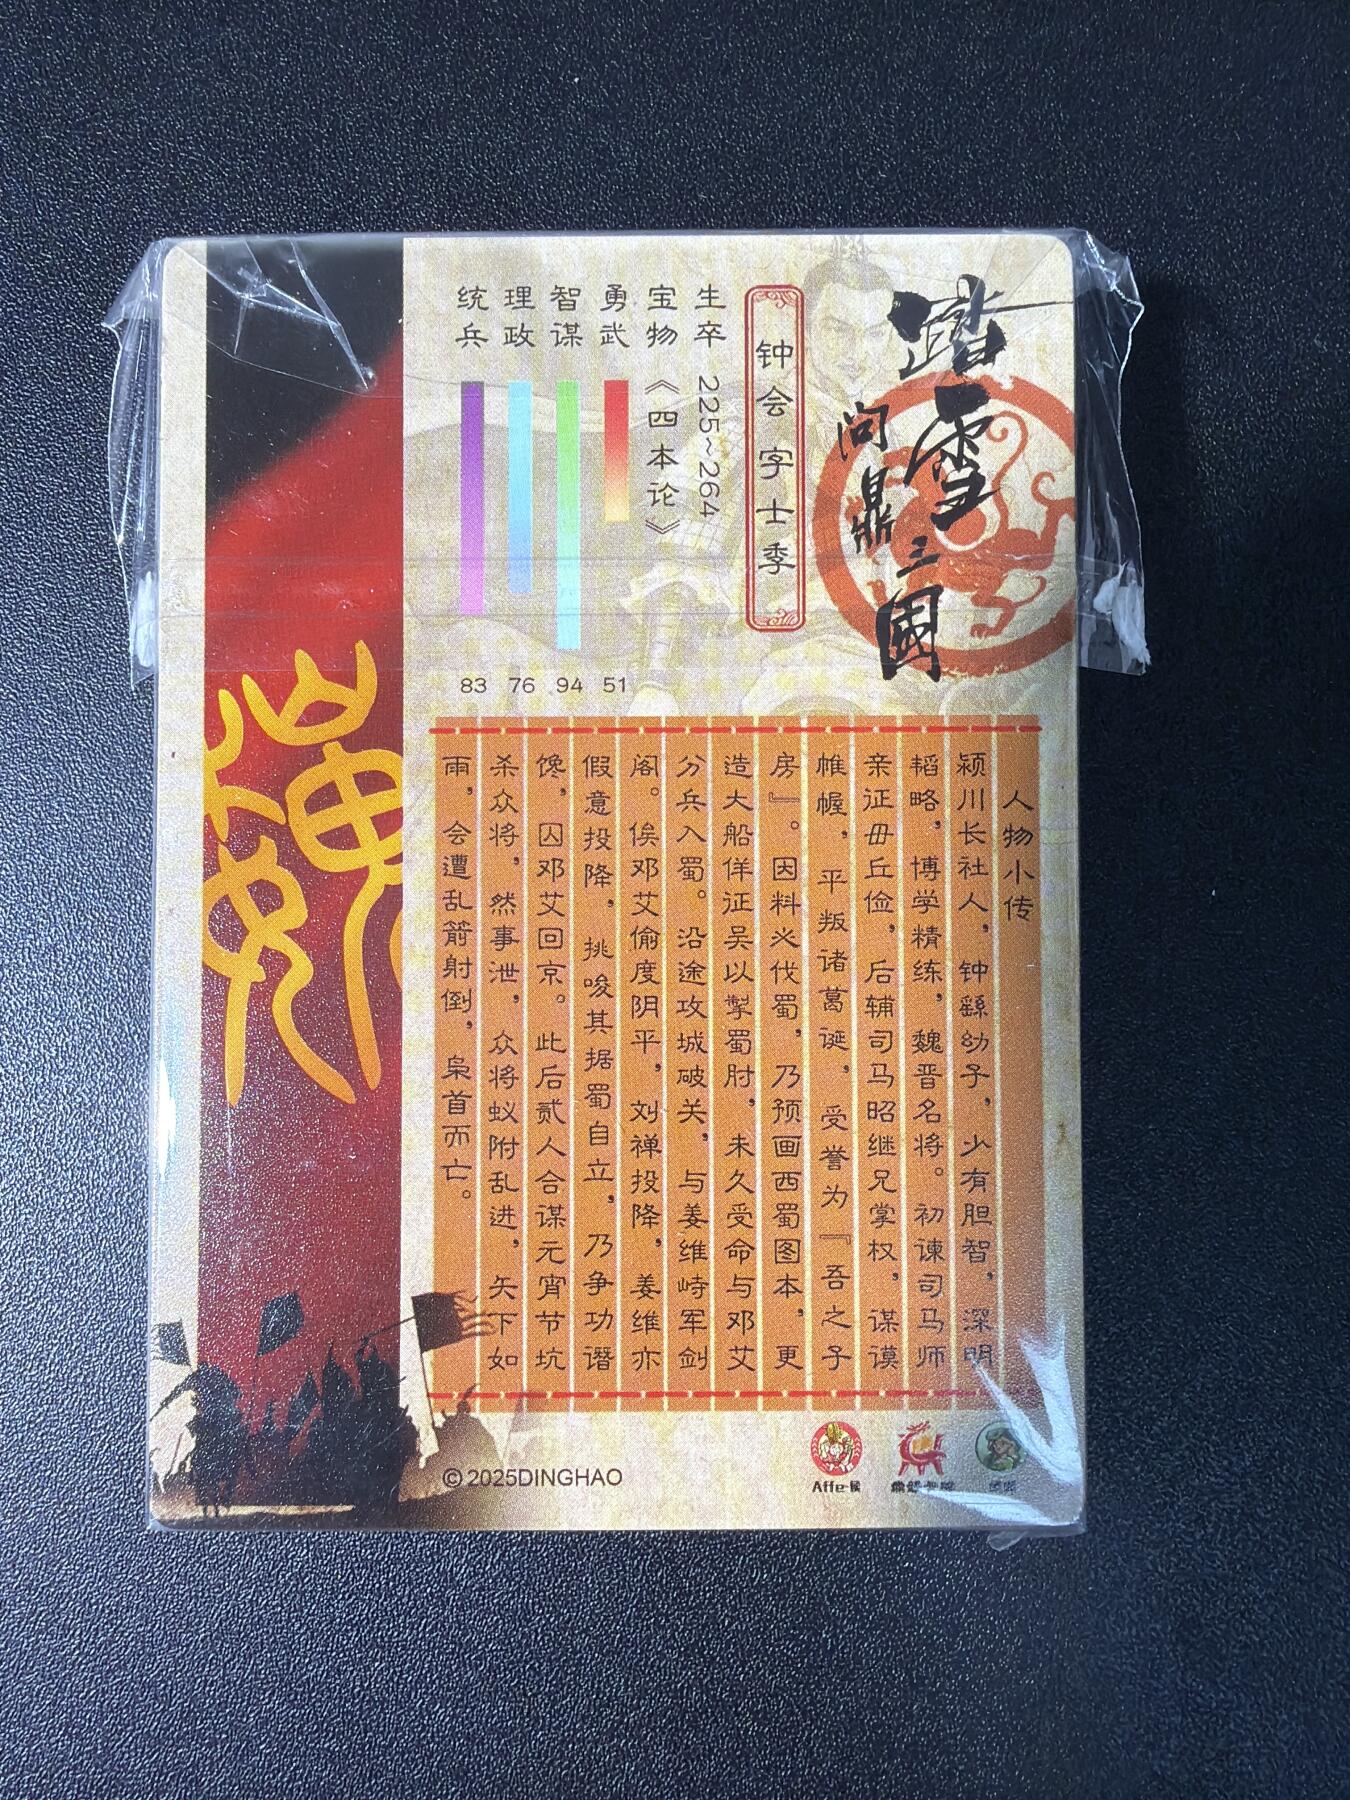 踏雪
问鼎三国
钟会字士季
生卒 225~264
宝物 《四本论》
勇武 51
智谋 94
理政 76
统兵 83
人物小传
颍川长社人，钟繇幼子，少有胆智，深明
韬略，博学精练，魏晋名将。初谏司马师
亲征毌丘俭，后辅司马昭继兄掌权，谋谟
帷幄，平叛诸葛诞，受誉为『吾之子
房』。因料必伐蜀，乃预画西蜀图本，更
造大船佯征吴以掣蜀肘，未久受命与邓艾
分兵入蜀。沿途攻城破关，与姜维峙军剑
阁。俟邓艾偷度阴平，刘禅投降，姜维亦
假意投降，挑唆其据蜀自立，乃争功谮
馋，囚邓艾回京。此后贰人合谋元宵节坑
杀众将，然事泄，众将蚁附乱进，矢下如
雨，会遭乱箭射倒，枭首而亡。
魏
©2025DINGHAO
Affe-侯